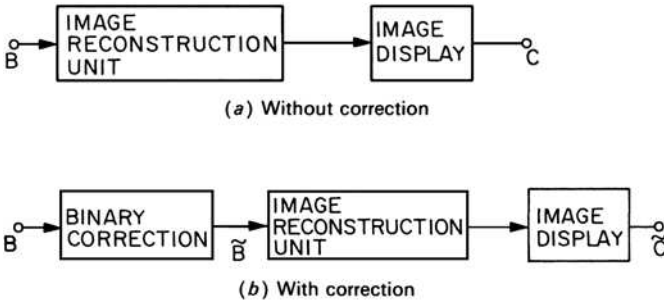 IMAGE
RECONSTRUCTION
UNIT
IMAGE
DISPLAY
B
C
(a) Without correction
BINARY
CORRECTION
IMAGE
RECONSTRUCTION
UNIT
IMAGE
DISPLAY
B
B̃
C̃
(b) With correction